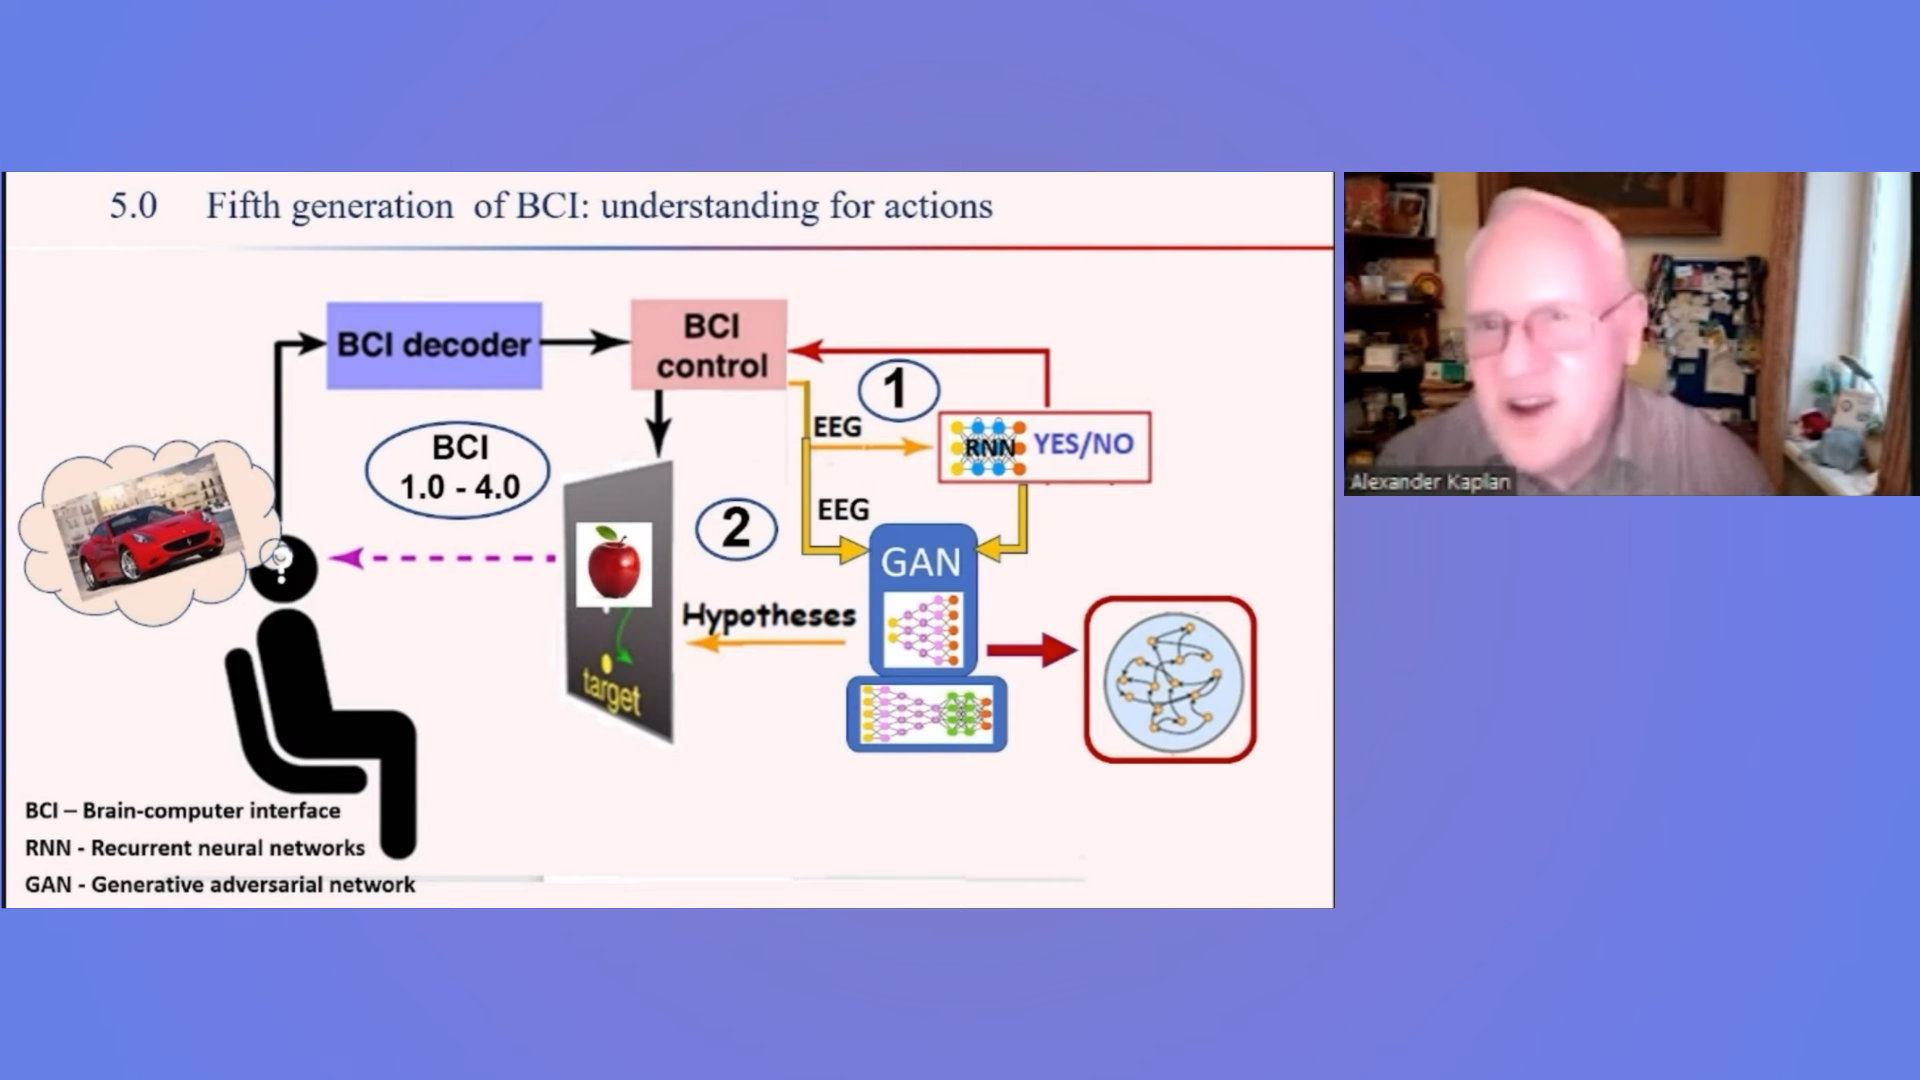 5.0 Fifth generation of BCI: understanding for actions
BCI decoder
BCI
control
1
EEG
RNN YES/NO
BCI
1.0 - 4.0
2
EEG
GAN
?
Hypotheses
target
BCI – Brain-computer interface
RNN - Recurrent neural networks
GAN - Generative adversarial network
Alexander Kaplan